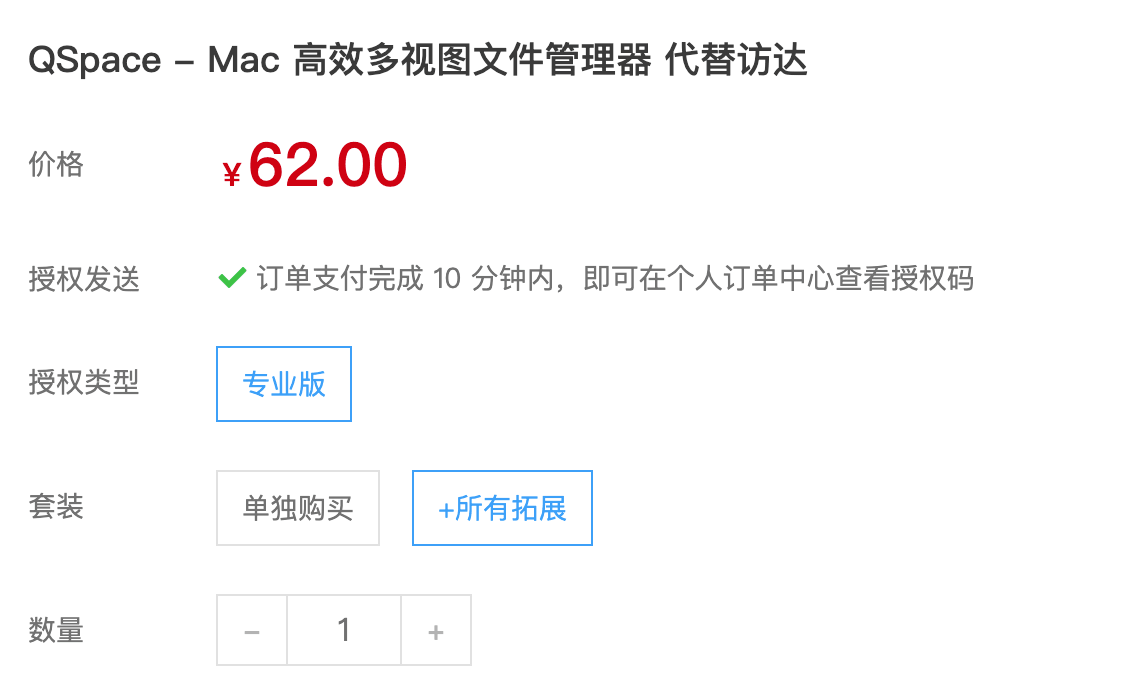 QSpace – Mac 高效多视图文件管理器 代替访达
价格 ¥62.00
授权发送 订单支付完成 10 分钟内，即可在个人订单中心查看授权码
授权类型 专业版
套装 单独购买 +所有拓展
数量 − 1 +